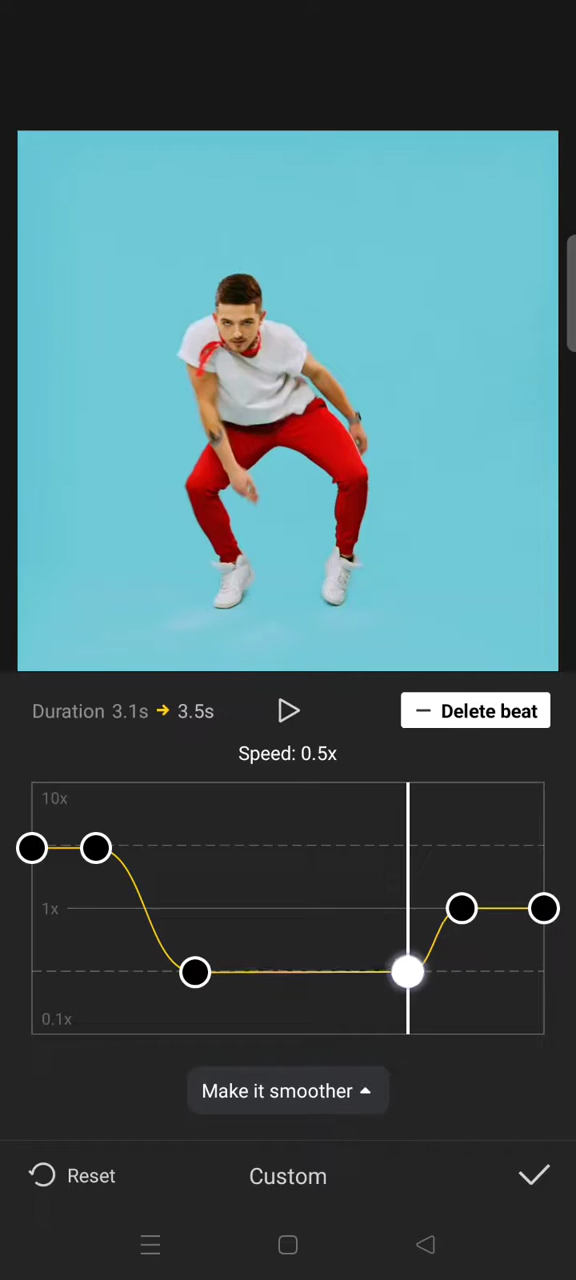 Duration 3.1s → 3.5s
— Delete beat
Speed: 0.5x
10x
1x
0.1x
Make it smoother
Reset
Custom